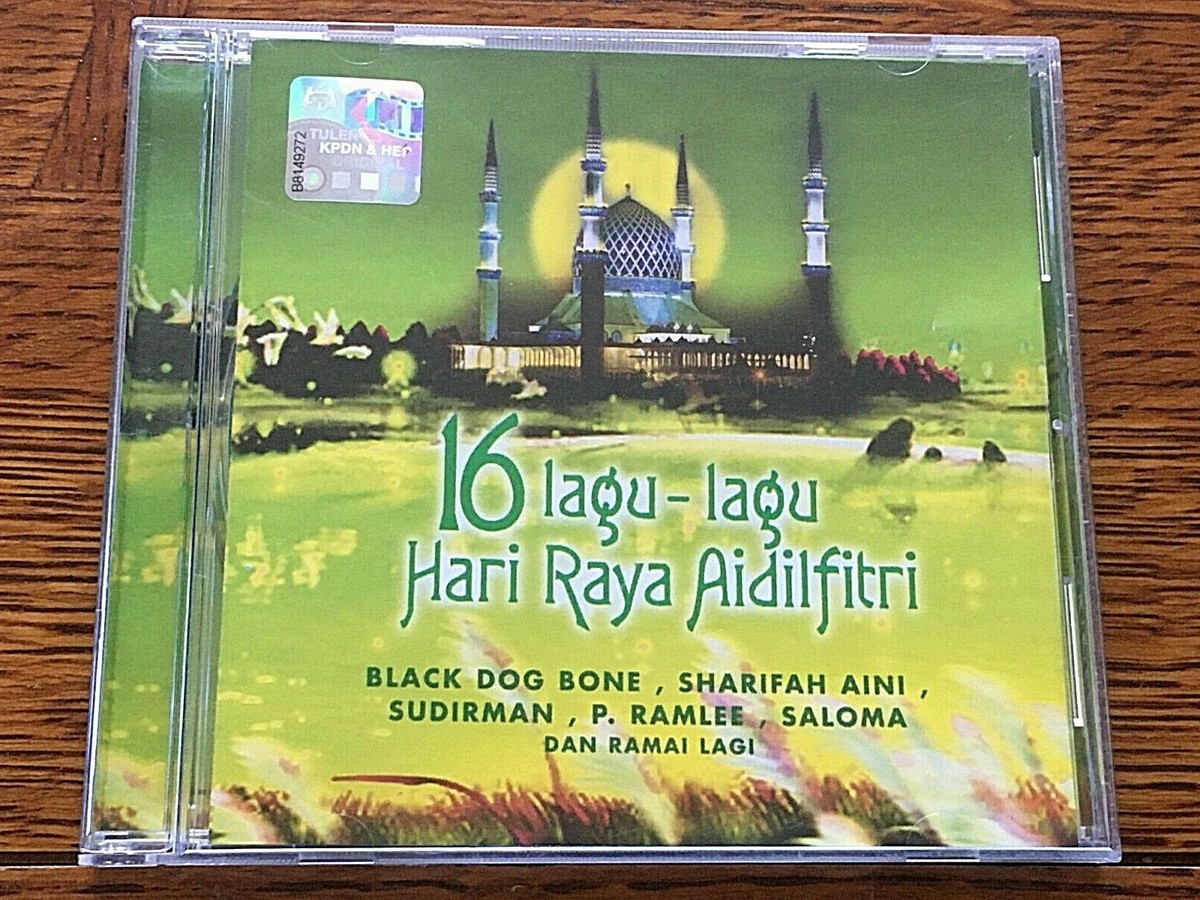 TULEN
KPDN & HEP
ORIGINAL
B8149272
16 lagu-lagu
Hari Raya Aidilfitri
BLACK DOG BONE , SHARIFAH AINI ,
SUDIRMAN , P. RAMLEE , SALOMA
DAN RAMAI LAGI